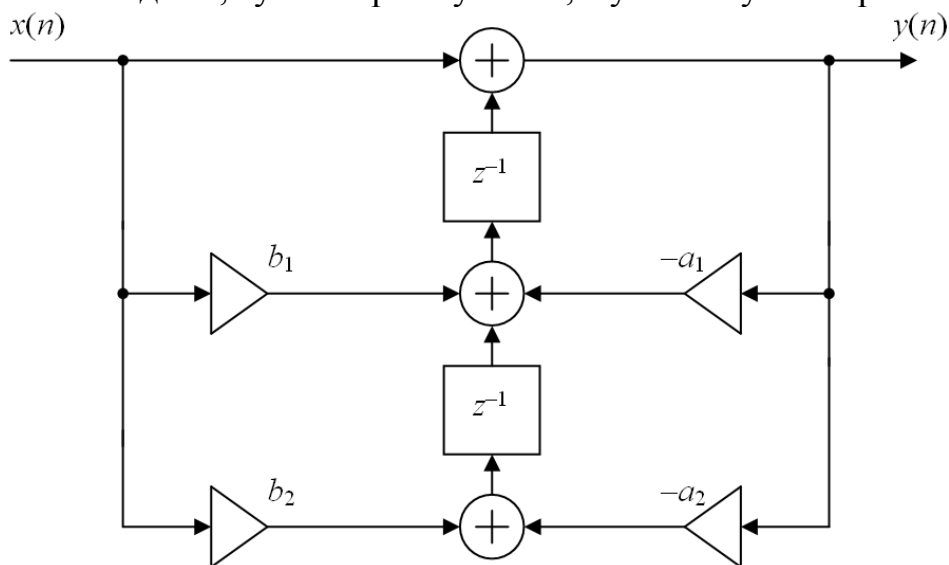 x(n) y(n)
z⁻¹
b₁ −a₁
z⁻¹
b₂ −a₂